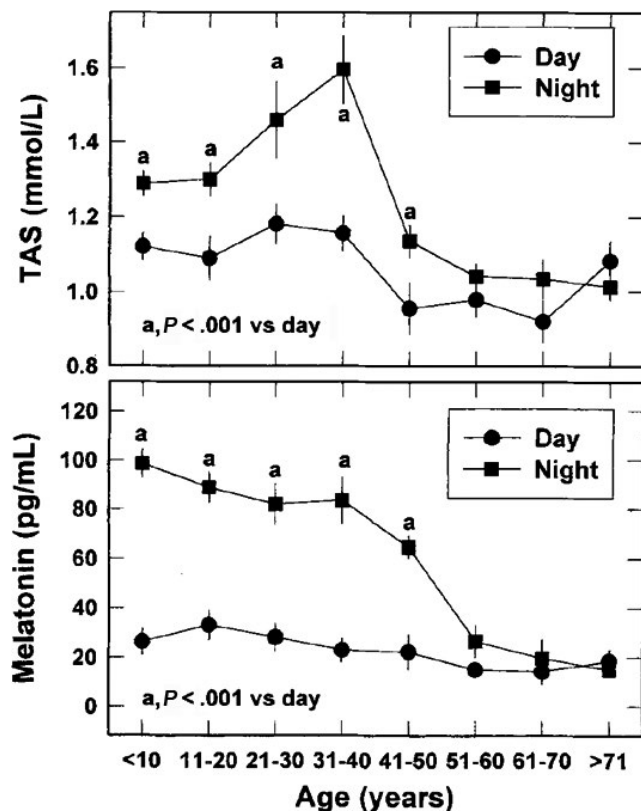 TAS (mmol/L)
1.6
1.4
1.2
1.0
0.8
Day
Night
a
a
a
a
a
a, P < .001 vs day
Melatonin (pg/mL)
120
100
80
60
40
20
0
Day
Night
a
a
a
a
a
a, P < .001 vs day
<10 11-20 21-30 31-40 41-50 51-60 61-70 >71
Age (years)